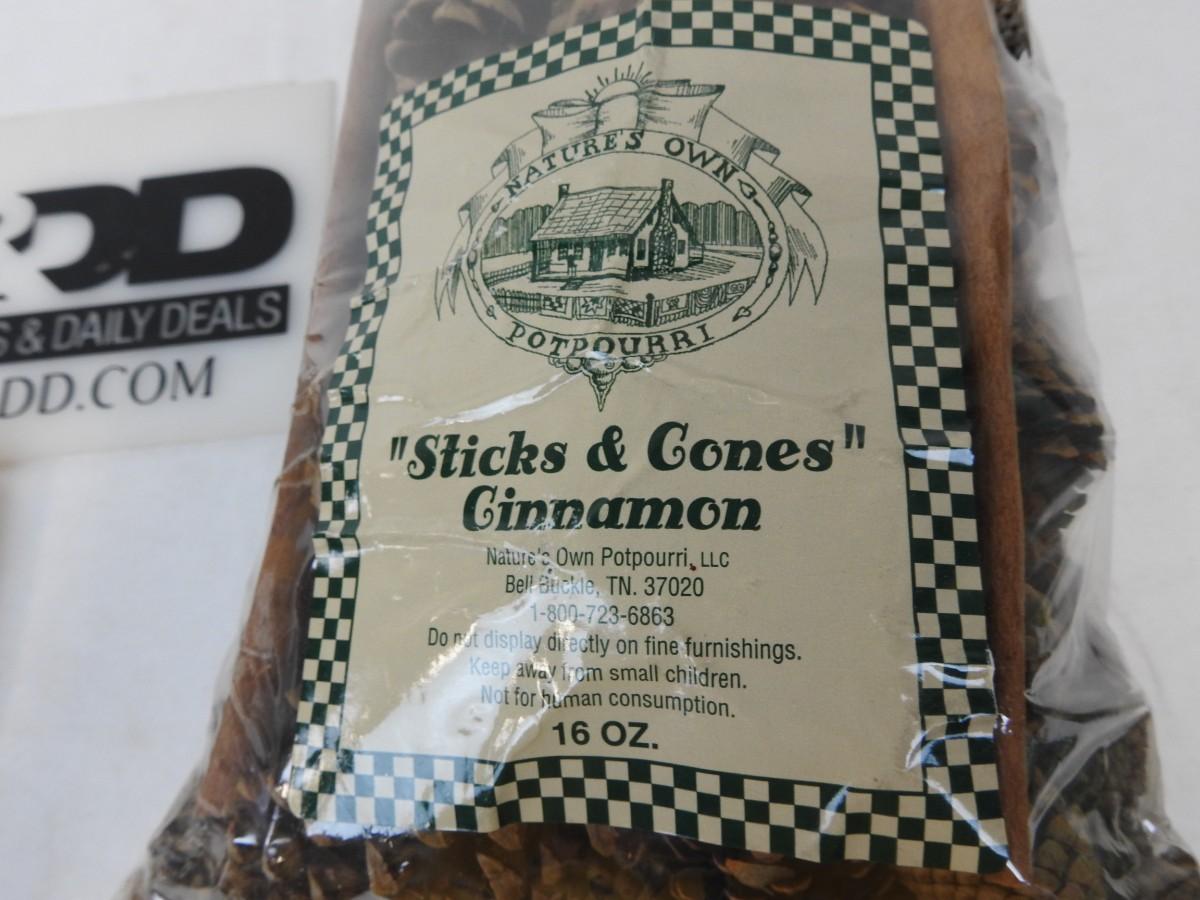 NATURE'S OWN
POTPOURRI
"Sticks & Cones"
Cinnamon
Nature's Own Potpourri, LLC
Bell Buckle, TN. 37020
1-800-723-6863
Do not display directly on fine furnishings.
Keep away from small children.
Not for human consumption.
16 OZ.
DD
& DAILY DEALS
DD.COM